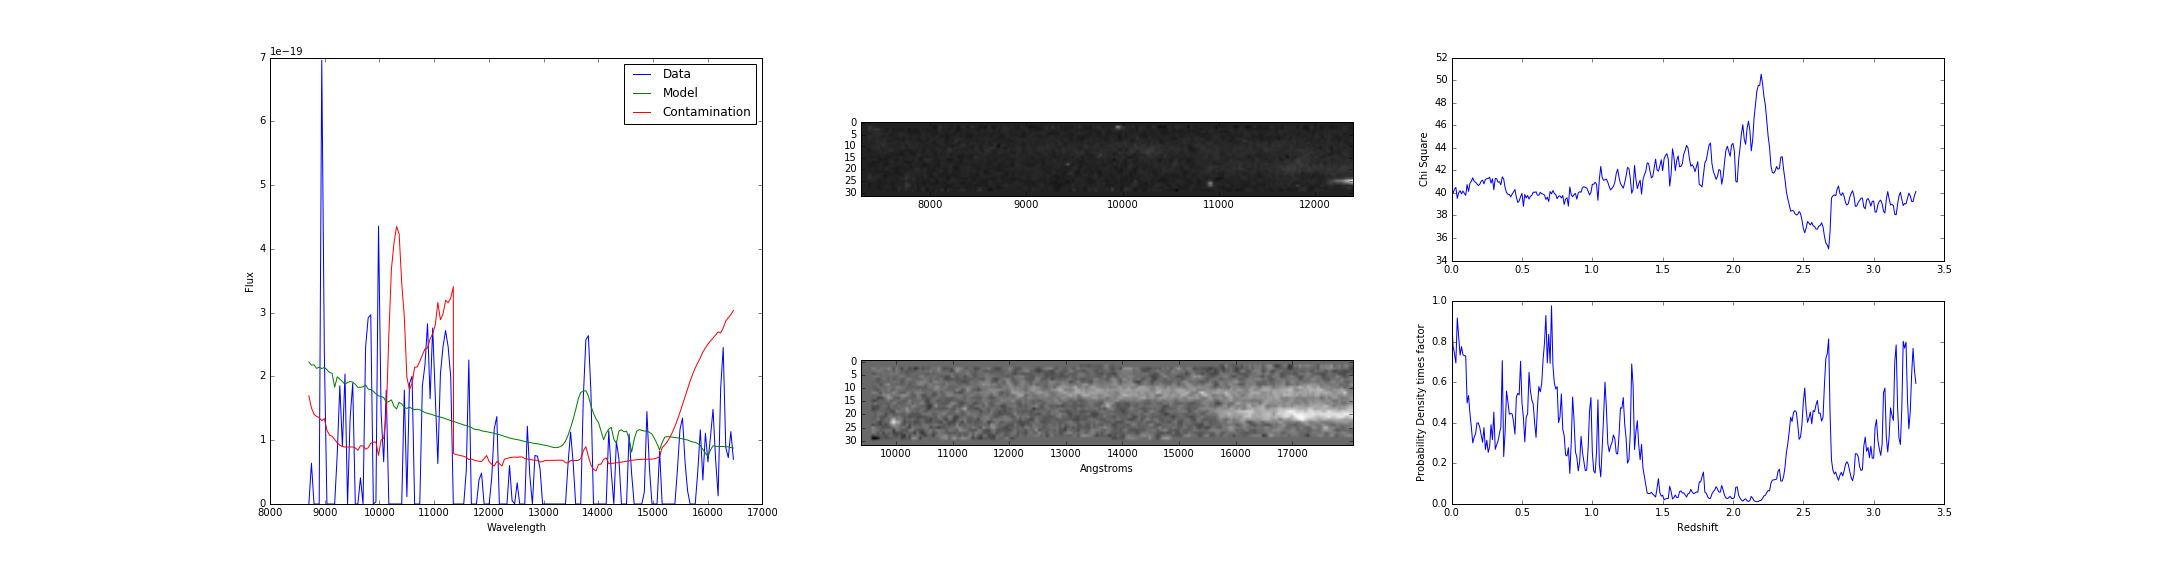 1e−19
7
6
5
4
3
2
1
0
8000 9000 10000 11000 12000 13000 14000 15000 16000 17000
Wavelength
Flux
Data
Model
Contamination
0
5
10
15
20
25
30
8000 9000 10000 11000 12000
0
5
10
15
20
25
30
10000 11000 12000 13000 14000 15000 16000 17000
Angstroms
52
50
48
46
44
42
40
38
36
34
0.0 0.5 1.0 1.5 2.0 2.5 3.0 3.5
Chi Square
1.0
0.8
0.6
0.4
0.2
0.0
0.0 0.5 1.0 1.5 2.0 2.5 3.0 3.5
Redshift
Probability Density times factor